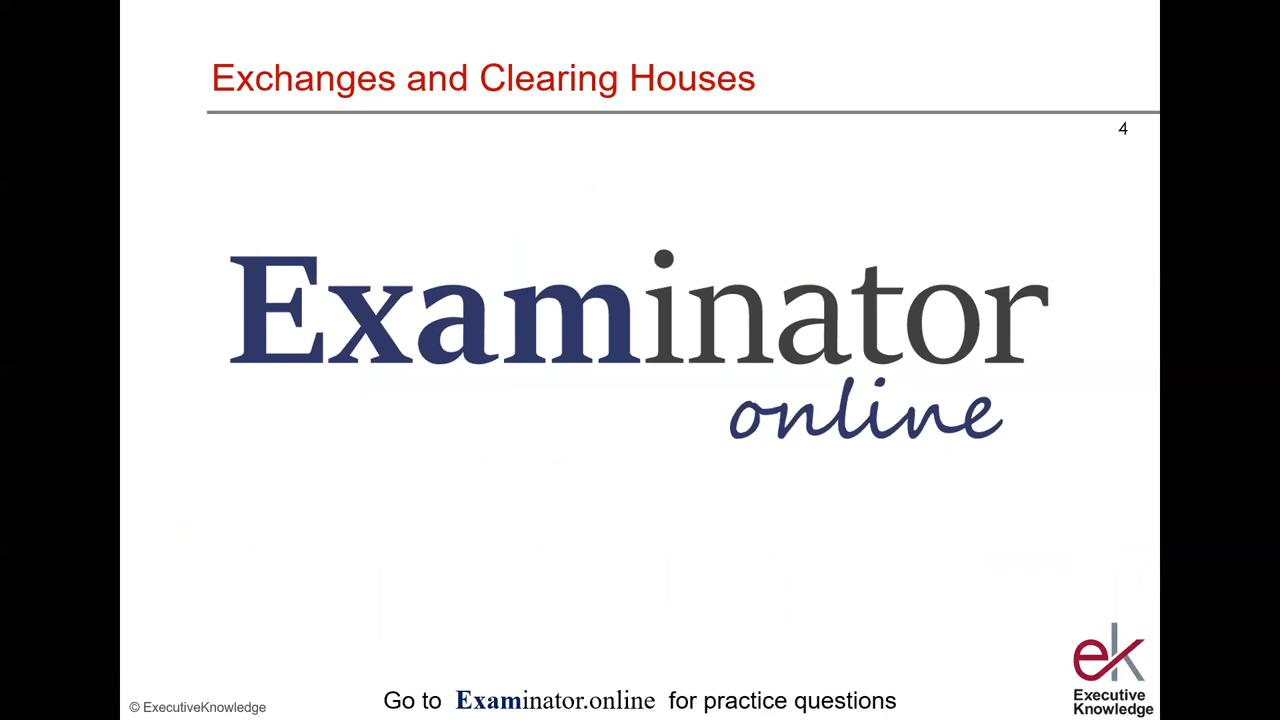 Exchanges and Clearing Houses
4
Examinator
online
© ExecutiveKnowledge
Go to Examinator.online for practice questions
ek
Executive
Knowledge